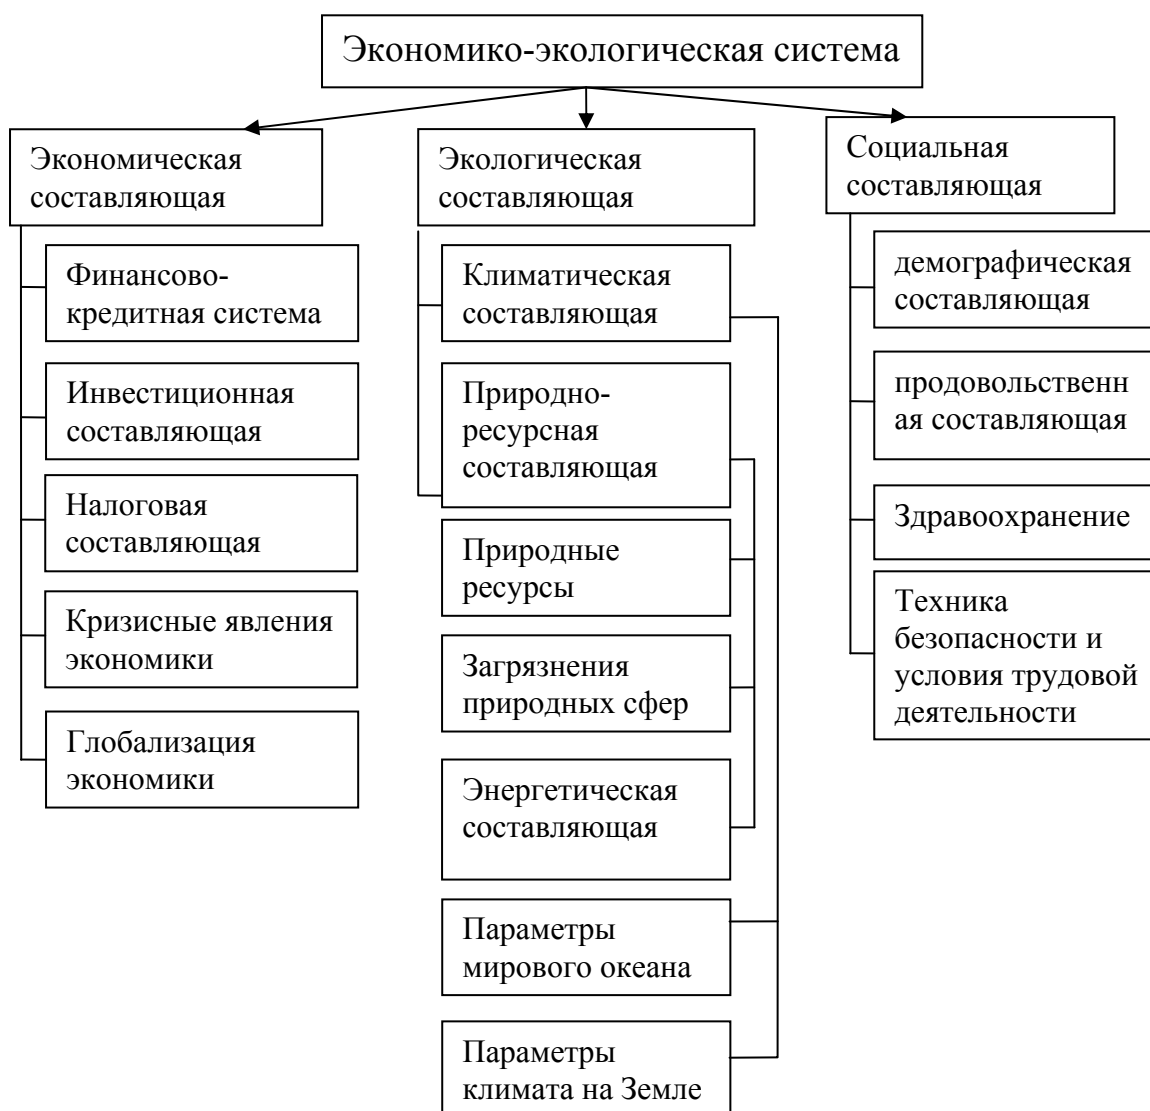 Экономико-экологическая система
Экономическая
составляющая
Финансово-
кредитная система
Инвестиционная
составляющая
Налоговая
составляющая
Кризисные явления
экономики
Глобализация
экономики
Экологическая
составляющая
Климатическая
составляющая
Природно-
ресурсная
составляющая
Природные
ресурсы
Загрязнения
природных сфер
Энергетическая
составляющая
Параметры
мирового океана
Параметры
климата на Земле
Социальная
составляющая
демографическая
составляющая
продовольственн
ая составляющая
Здравоохранение
Техника
безопасности и
условия трудовой
деятельности